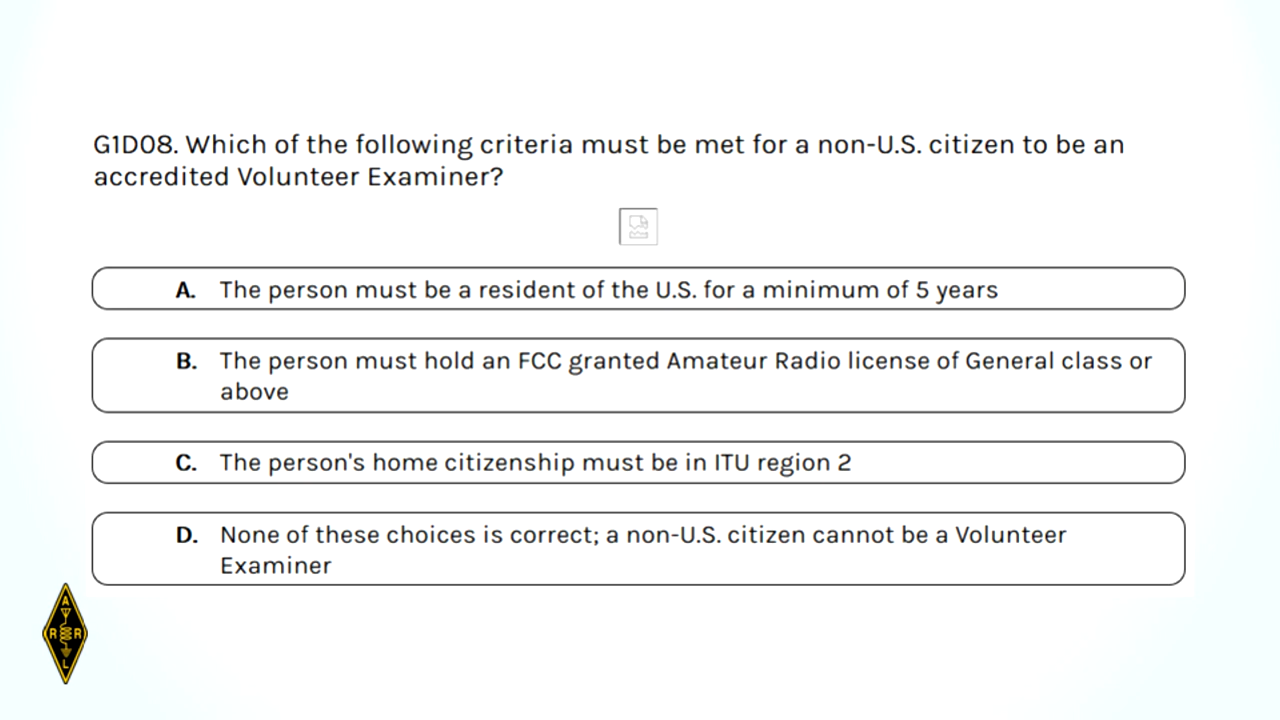 G1D08. Which of the following criteria must be met for a non-U.S. citizen to be an
accredited Volunteer Examiner?
A. The person must be a resident of the U.S. for a minimum of 5 years
B. The person must hold an FCC granted Amateur Radio license of General class or
above
C. The person's home citizenship must be in ITU region 2
D. None of these choices is correct; a non-U.S. citizen cannot be a Volunteer
Examiner
A
R R
L